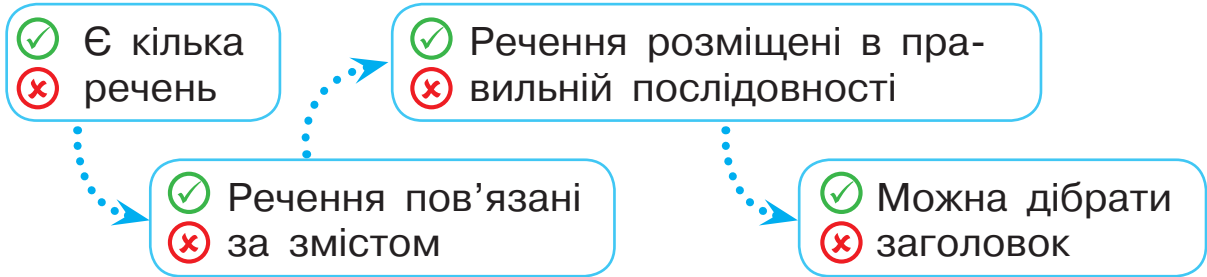 Є кілька
речень
Речення пов’язані
за змістом
Речення розміщені в пра-
вильній послідовності
Можна дібрати
заголовок